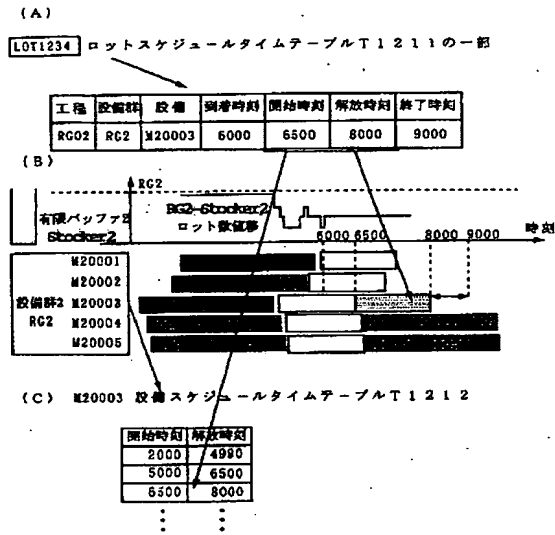 (A)
LOT1234 ロットスケジュールタイムテーブルT1211の一部
工程 設備群 設備 到着時刻 開始時刻 解放時刻 終了時刻
RG02 RG2 M20003 6000 6500 8000 9000
(B)
RG2
有限バッファ2 RG2-Stocker2
Stocker2 ロット数値移
5000 6500 8000 9000 時刻
M20001
M20002
設備群2 M20003
RG2 M20004
M20005
(C) M20003 設備スケジュールタイムテーブルT1212
開始時刻 解放時刻
2000 4990
5000 6500
6500 8000